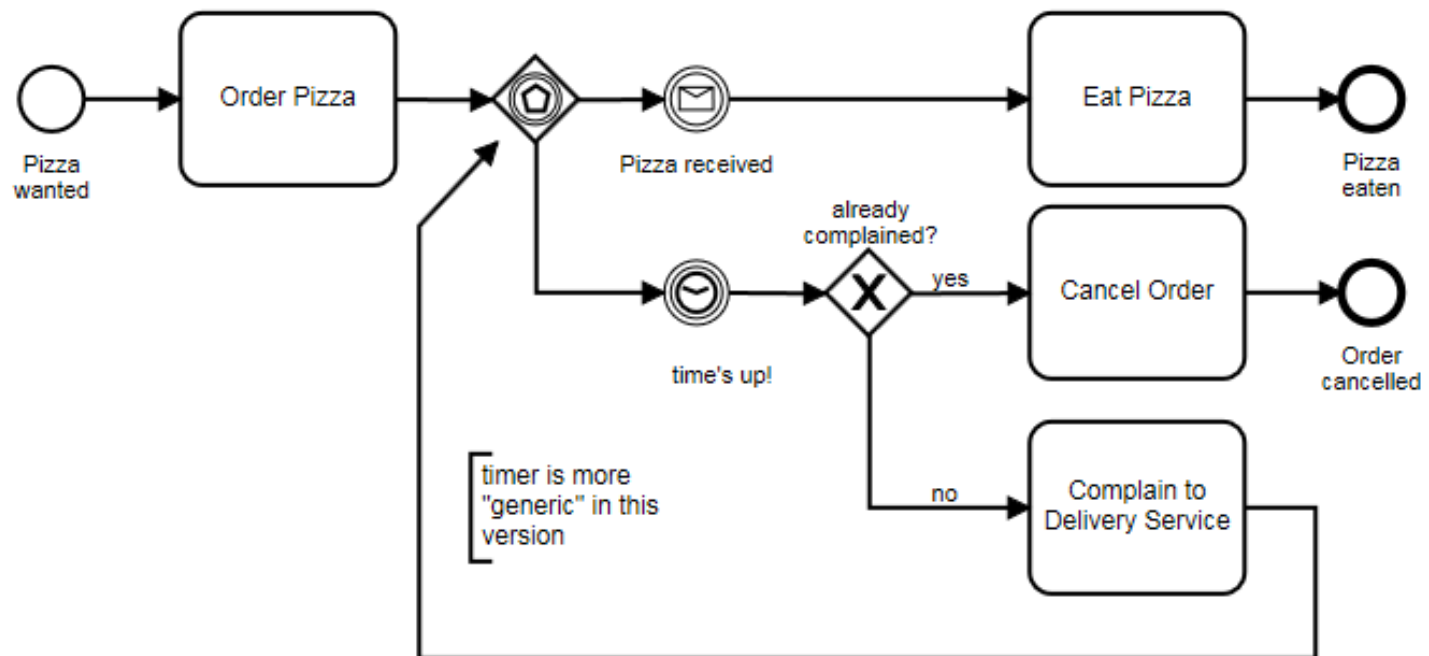 Order Pizza
Eat Pizza
Pizza
wanted
Pizza received
Pizza
eaten
already
complained?
yes
Cancel Order
time's up!
Order
cancelled
timer is more
"generic" in this
version
no
Complain to
Delivery Service